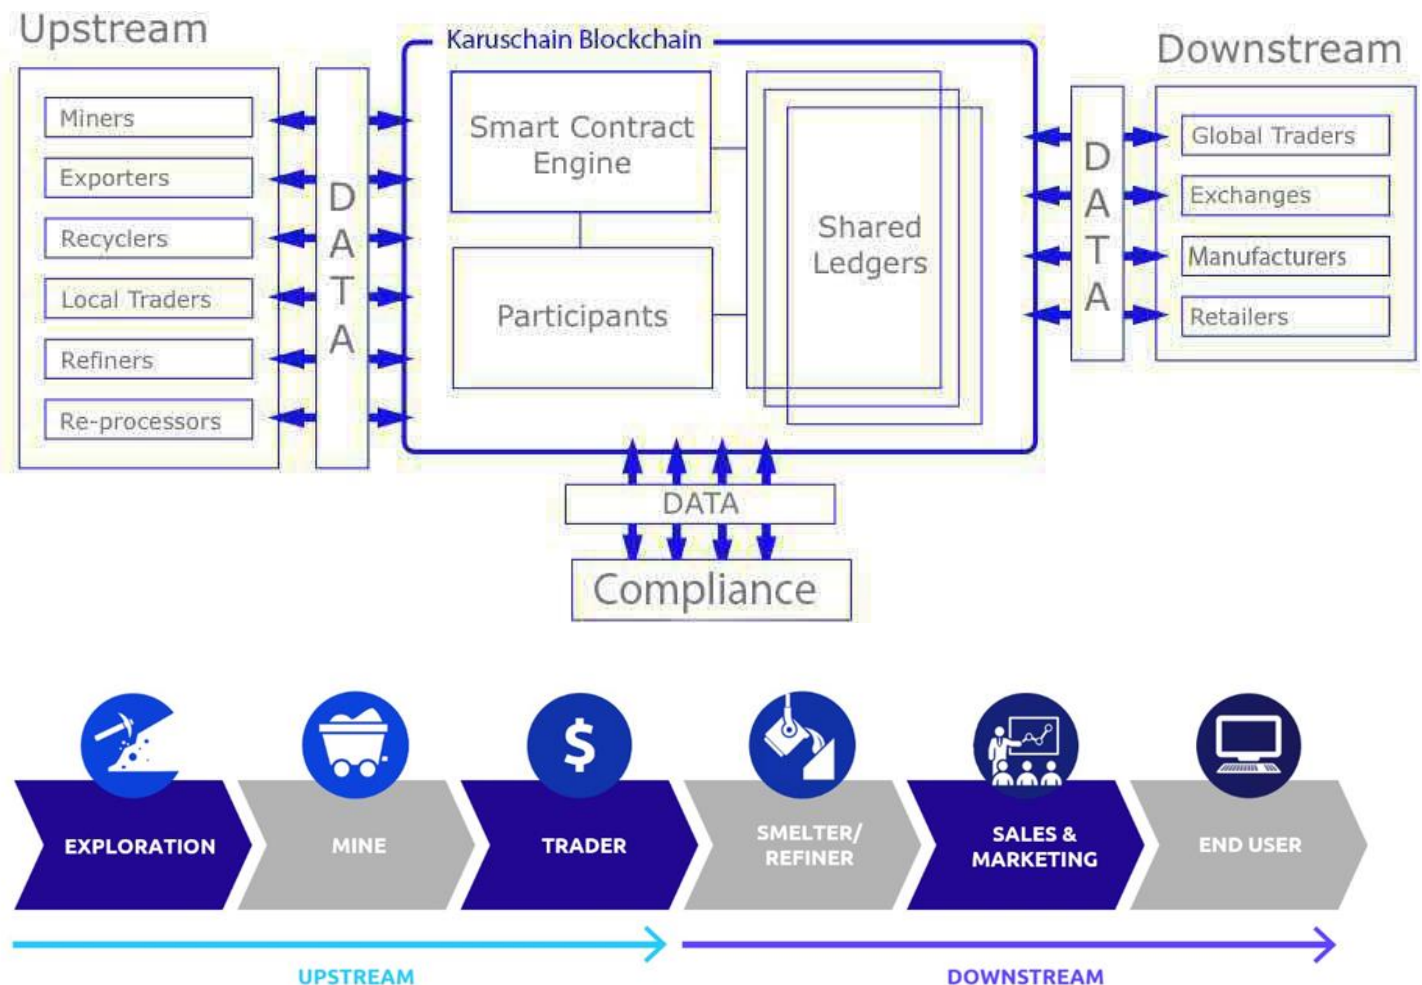 Upstream
Karuschain Blockchain
Downstream
Miners
Exporters
Recyclers
Local Traders
Refiners
Re-processors
D
A
T
A
Smart Contract
Engine
Participants
Shared
Ledgers
D
A
T
A
Global Traders
Exchanges
Manufacturers
Retailers
DATA
Compliance
$
EXPLORATION
MINE
TRADER
SMELTER/
REFINER
SALES &
MARKETING
END USER
UPSTREAM
DOWNSTREAM